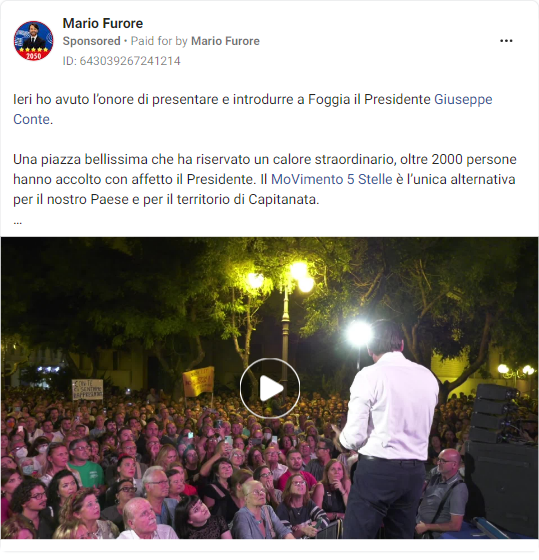 Mario Furore
Sponsored • Paid for by Mario Furore
ID: 643039267241214
Ieri ho avuto l'onore di presentare e introdurre a Foggia il Presidente Giuseppe
Conte.
Una piazza bellissima che ha riservato un calore straordinario, oltre 2000 persone
hanno accolto con affetto il Presidente. Il MoVimento 5 Stelle è l'unica alternativa
per il nostro Paese e per il territorio di Capitanata.
...
2050